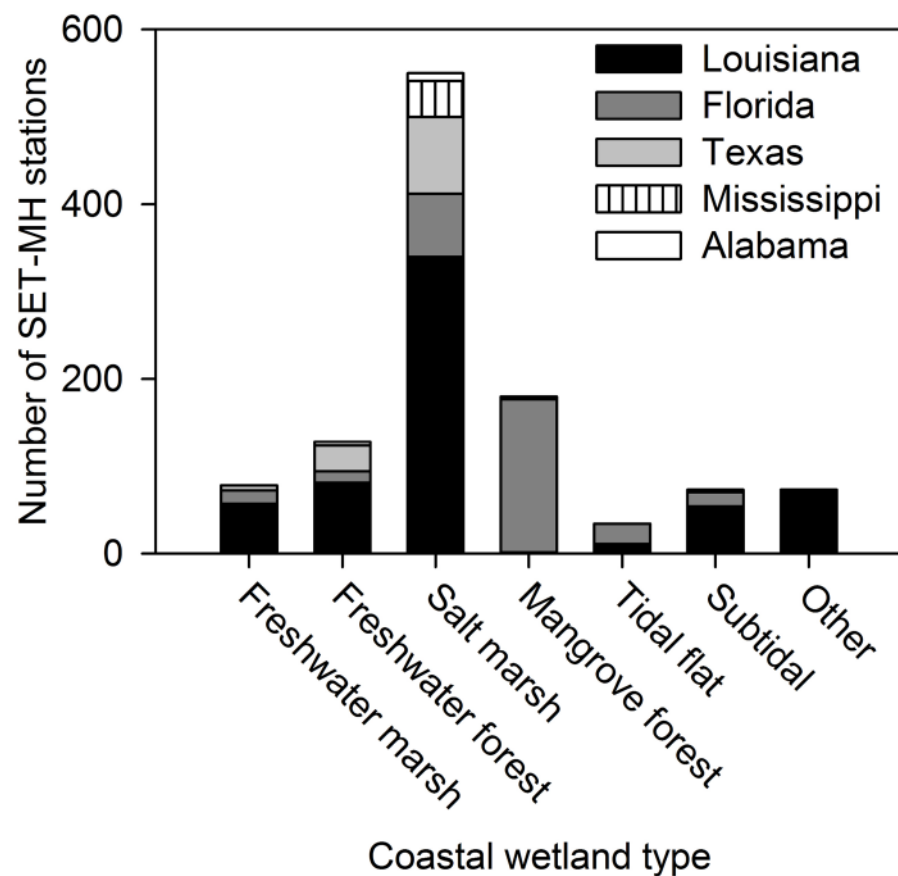 600
400
200
0
Number of SET-MH stations
Louisiana
Florida
Texas
Mississippi
Alabama
Freshwater marsh
Freshwater forest
Salt marsh
Mangrove forest
Tidal flat
Subtidal
Other
Coastal wetland type